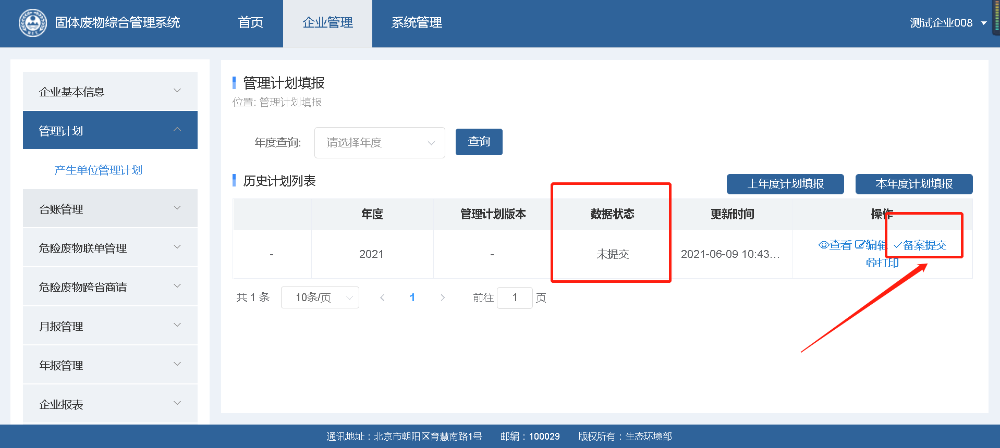 固体废物综合管理系统 首页 企业管理 系统管理 测试企业008
企业基本信息
管理计划
产生单位管理计划
台账管理
危险废物联单管理
危险废物跨省商请
月报管理
年报管理
企业报表
管理计划填报
位置: 管理计划填报
年度查询: 请选择年度 查询
历史计划列表 上年度计划填报 本年度计划填报
年度 管理计划版本 数据状态 更新时间 操作
- 2021 - 未提交 2021-06-09 10:43... 查看 编辑 备案提交
打印
共 1 条 10条/页 1 前往 1 页
通讯地址：北京市朝阳区育慧南路1号 邮编：100029 版权所有：生态环境部